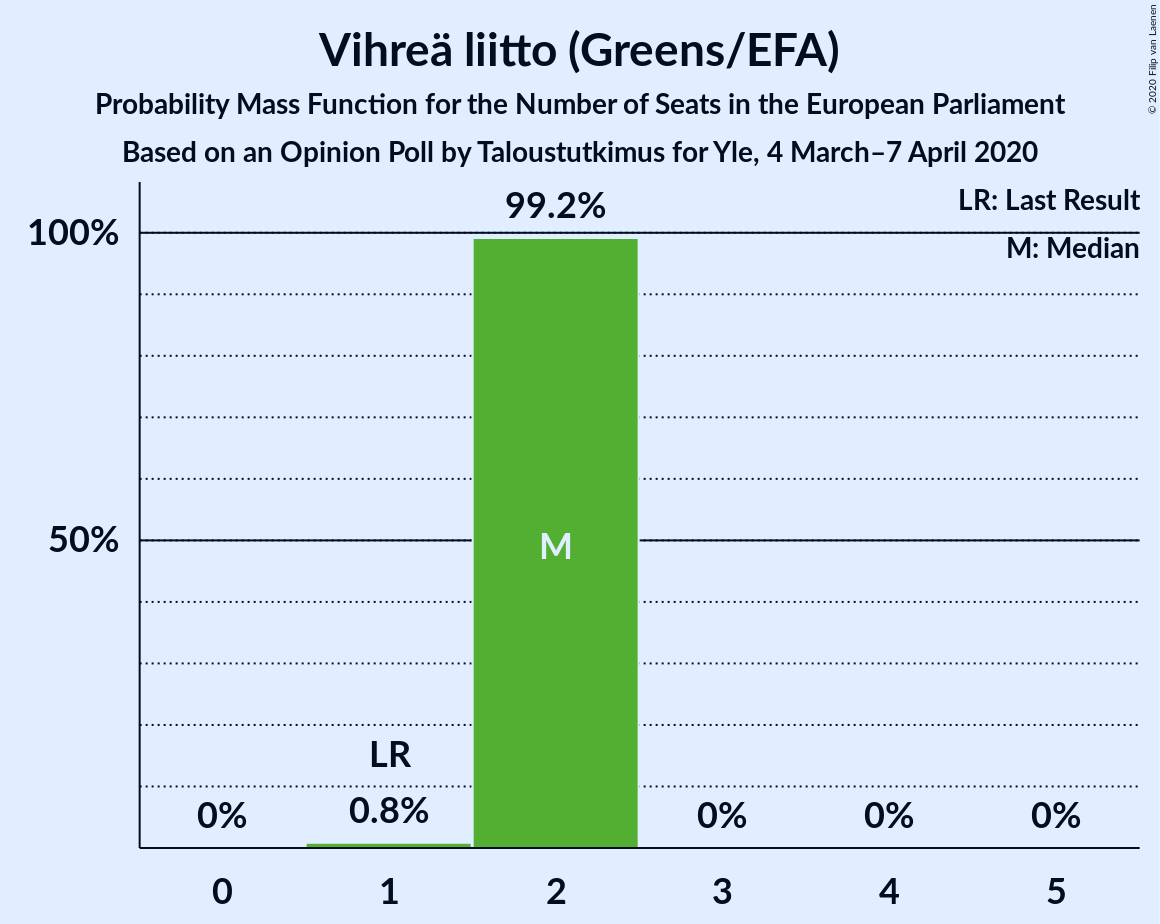 Vihreä liitto (Greens/EFA)
Probability Mass Function for the Number of Seats in the European Parliament
Based on an Opinion Poll by Taloustutkimus for Yle, 4 March–7 April 2020
© 2020 Filip van Laenen
LR: Last Result
M: Median
99.2%
100%
50%
M
LR
0%
0.8%
0%
0%
0%
0
1
2
3
4
5